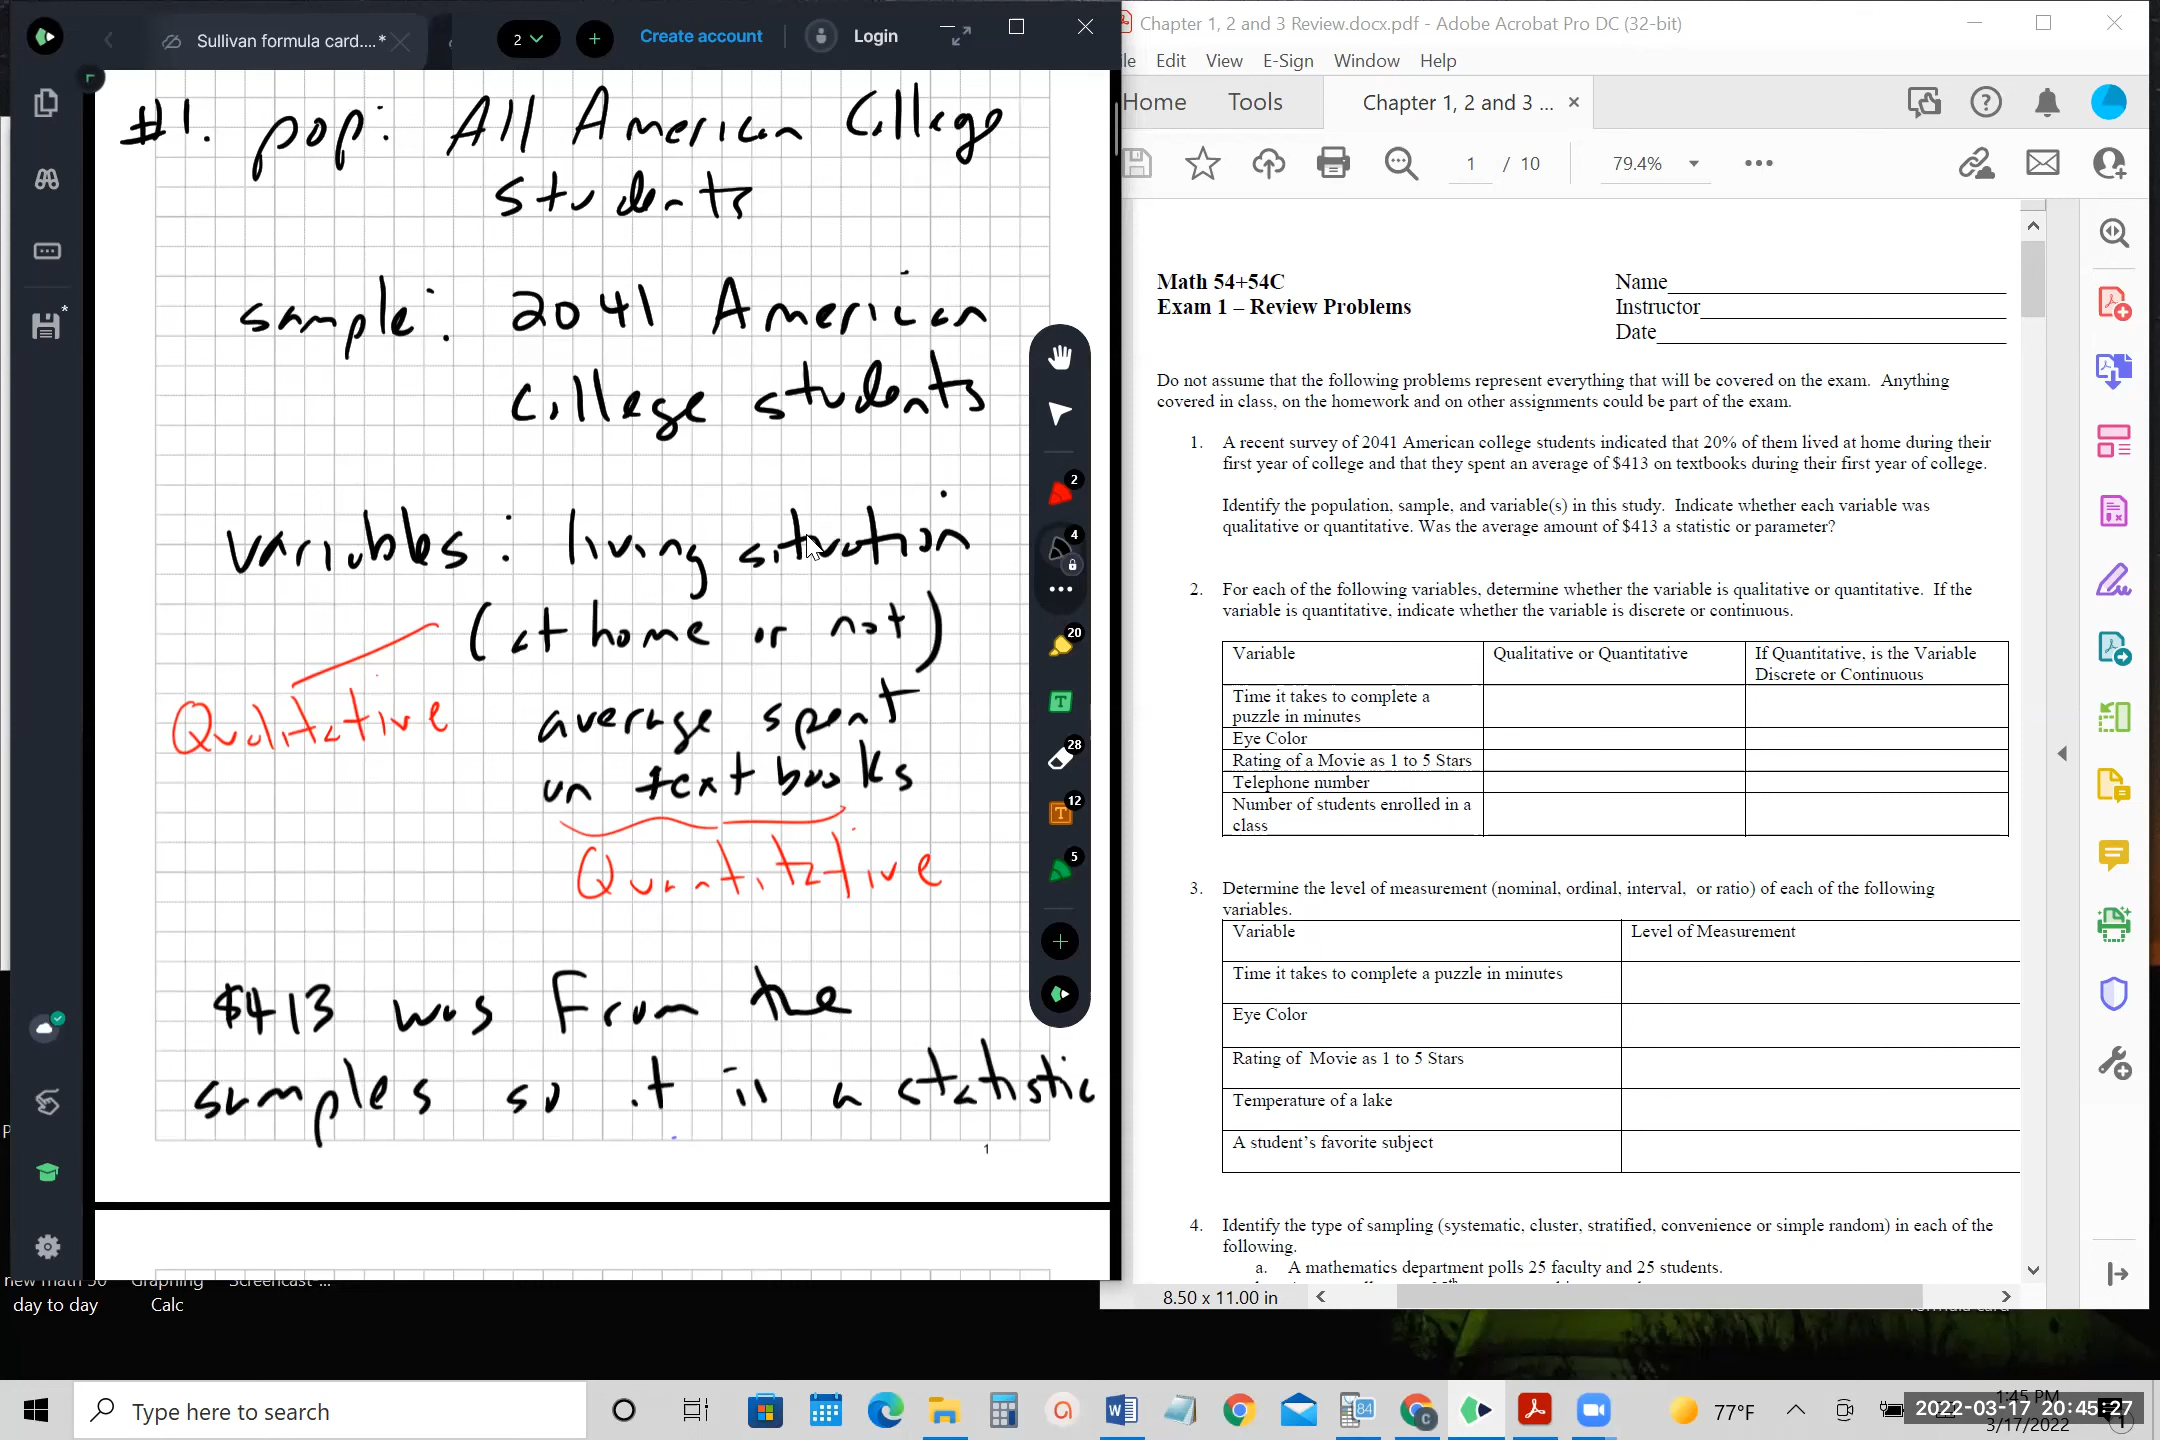 Sullivan formula card....*
2
Create account
Login
#1. pop: All American College
students
sample: 2041 American
college students
variables: living situation
(at home or not)
Qualitative
average spent
on text books
Quantitative
$413 was From the
samples so it is a statistic
1
2
4
20
28
12
5
day to day
Graphing
Calc
Screencast-...
Chapter 1, 2 and 3 Review.docx.pdf - Adobe Acrobat Pro DC (32-bit)
Edit View E-Sign Window Help
Home Tools Chapter 1, 2 and 3 ... ×
1 / 10 79.4%
Math 54+54C
Exam 1 – Review Problems
Name
Instructor
Date
Do not assume that the following problems represent everything that will be covered on the exam. Anything
covered in class, on the homework and on other assignments could be part of the exam.
1. A recent survey of 2041 American college students indicated that 20% of them lived at home during their
first year of college and that they spent an average of $413 on textbooks during their first year of college.
Identify the population, sample, and variable(s) in this study. Indicate whether each variable was
qualitative or quantitative. Was the average amount of $413 a statistic or parameter?
2. For each of the following variables, determine whether the variable is qualitative or quantitative. If the
variable is quantitative, indicate whether the variable is discrete or continuous.
Variable Qualitative or Quantitative If Quantitative, is the Variable
Discrete or Continuous
Time it takes to complete a
puzzle in minutes
Eye Color
Rating of a Movie as 1 to 5 Stars
Telephone number
Number of students enrolled in a
class
3. Determine the level of measurement (nominal, ordinal, interval, or ratio) of each of the following
variables.
Variable Level of Measurement
Time it takes to complete a puzzle in minutes
Eye Color
Rating of Movie as 1 to 5 Stars
Temperature of a lake
A student's favorite subject
4. Identify the type of sampling (systematic, cluster, stratified, convenience or simple random) in each of the
following.
a. A mathematics department polls 25 faculty and 25 students.
8.50 x 11.00 in
Type here to search
84
77°F
1:45 PM
2022-03-17 20:45:27
3/17/2022
1